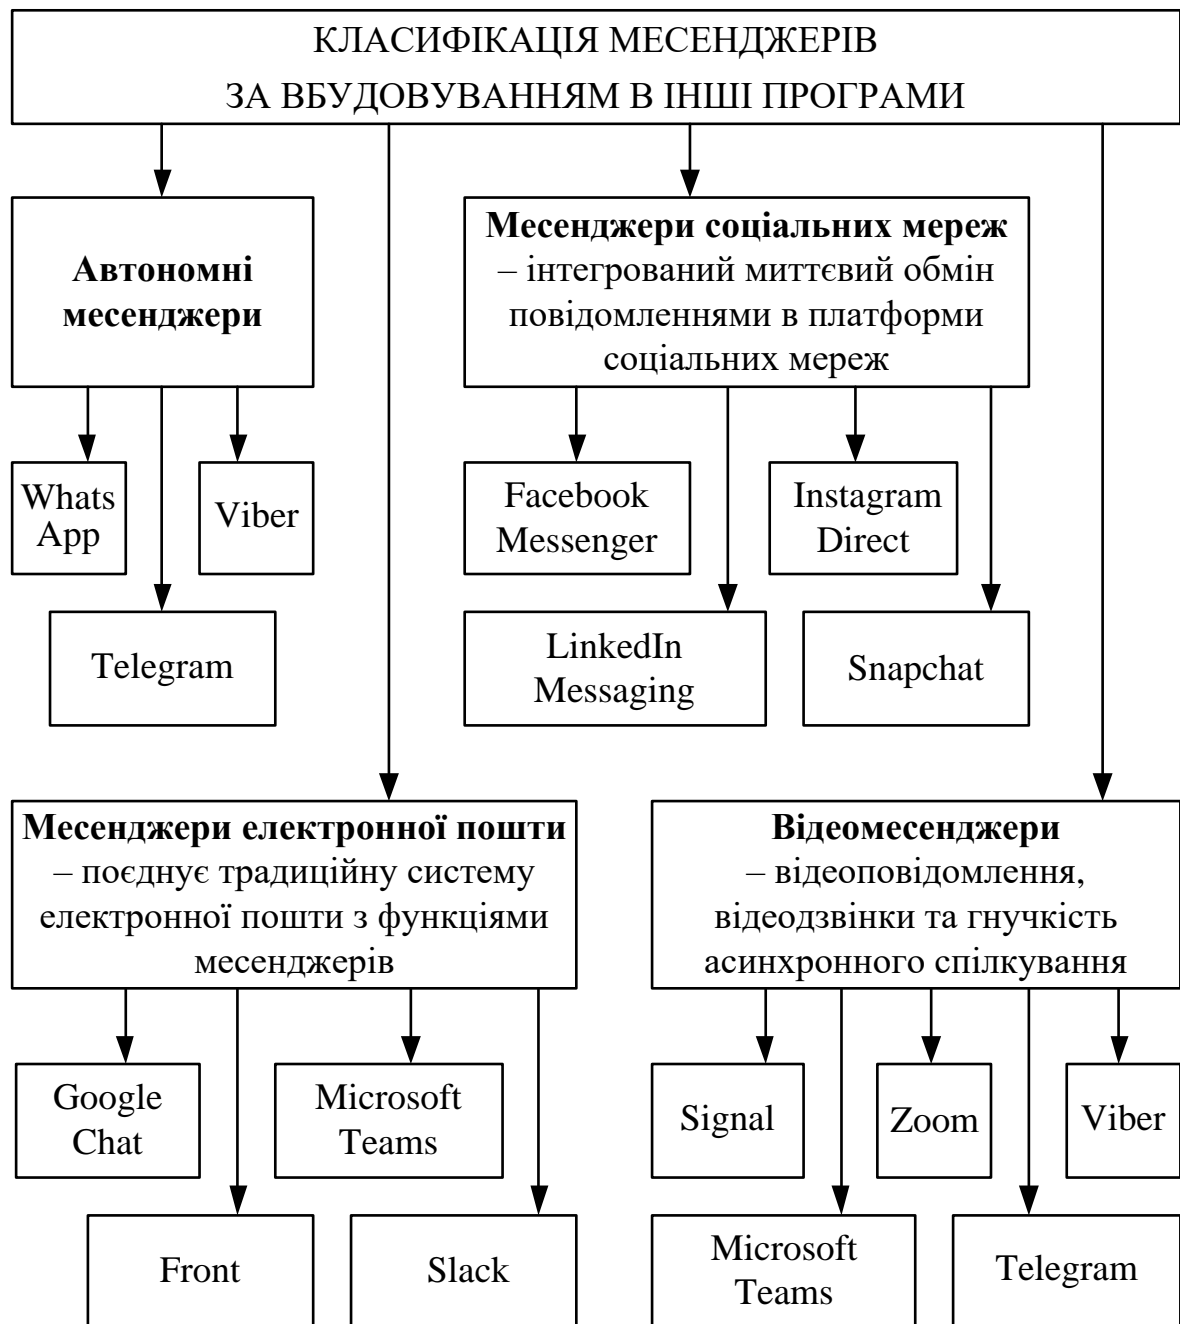 КЛАСИФІКАЦІЯ МЕСЕНДЖЕРІВ
ЗА ВБУДОВУВАННЯМ В ІНШІ ПРОГРАМИ
Автономні
месенджери
Whats
App
Viber
Telegram
Месенджери соціальних мереж
– інтегрований миттєвий обмін
повідомленнями в платформи
соціальних мереж
Facebook
Messenger
Instagram
Direct
LinkedIn
Messaging
Snapchat
Месенджери електронної пошти
– поєднує традиційну систему
електронної пошти з функціями
месенджерів
Google
Chat
Microsoft
Teams
Front
Slack
Відеомесенджери
– відеоповідомлення,
відеодзвінки та гнучкість
асинхронного спілкування
Signal
Zoom
Viber
Microsoft
Teams
Telegram